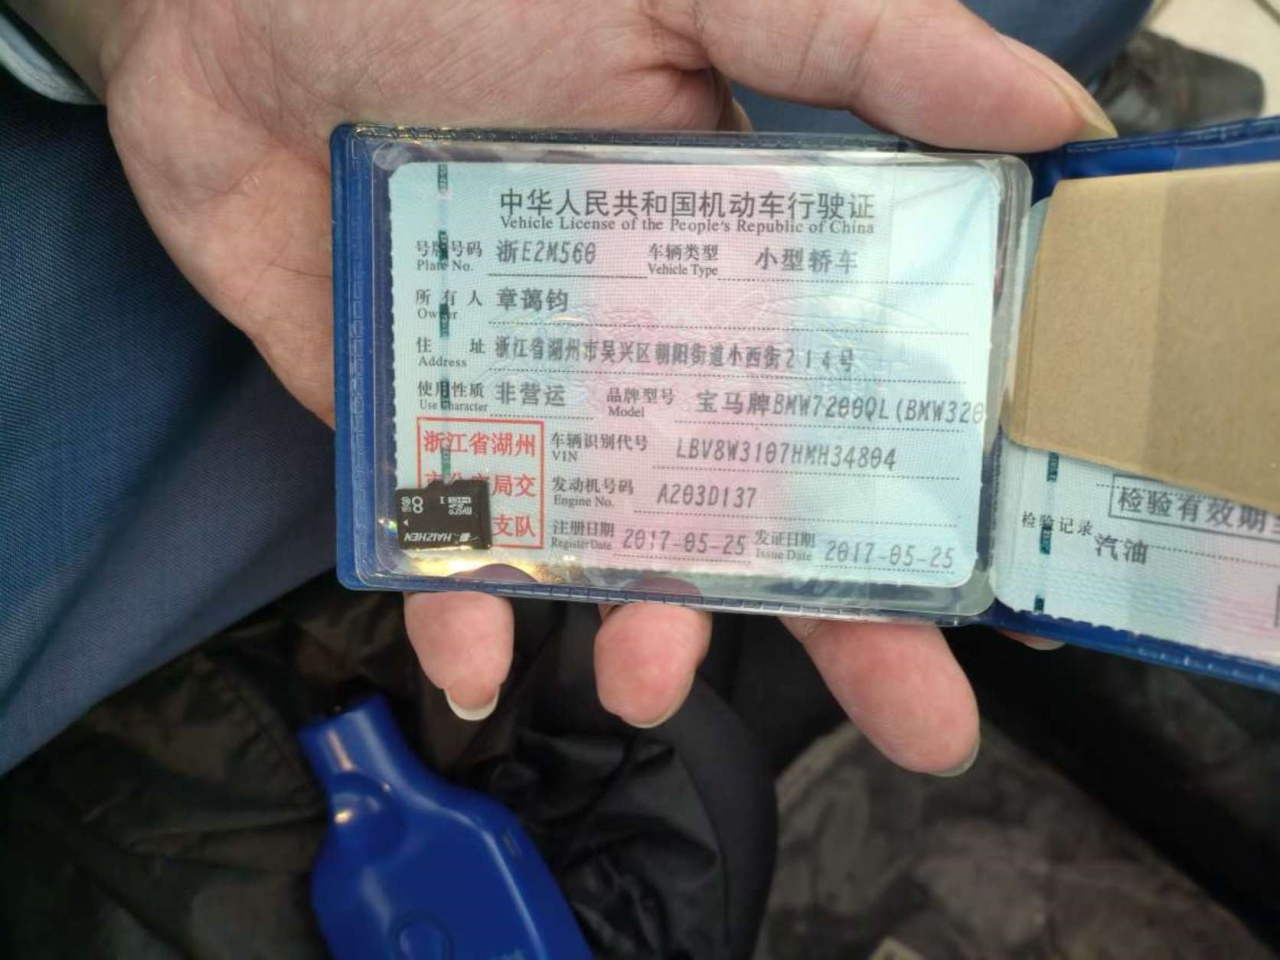 中华人民共和国机动车行驶证
Vehicle License of the People's Republic of China
号牌号码 浙E2M560 车辆类型 小型轿车
Plate No. Vehicle Type
所有人 章蔼钧
Owner
住址 浙江省湖州市吴兴区朝阳街道小西街214号
Address
使用性质 非营运 品牌型号 宝马牌BMW7200QL(BMW320
Use Character Model
浙江省湖州
局交
支队
车辆识别代号 LBV8W3107HMH34804
VIN
发动机号码 A203D137
Engine No.
注册日期 2017-05-25 发证日期 2017-05-25
Register Date Issue Date
8GB
micro
HAIZHEN
检验有效期
检验记录
汽油